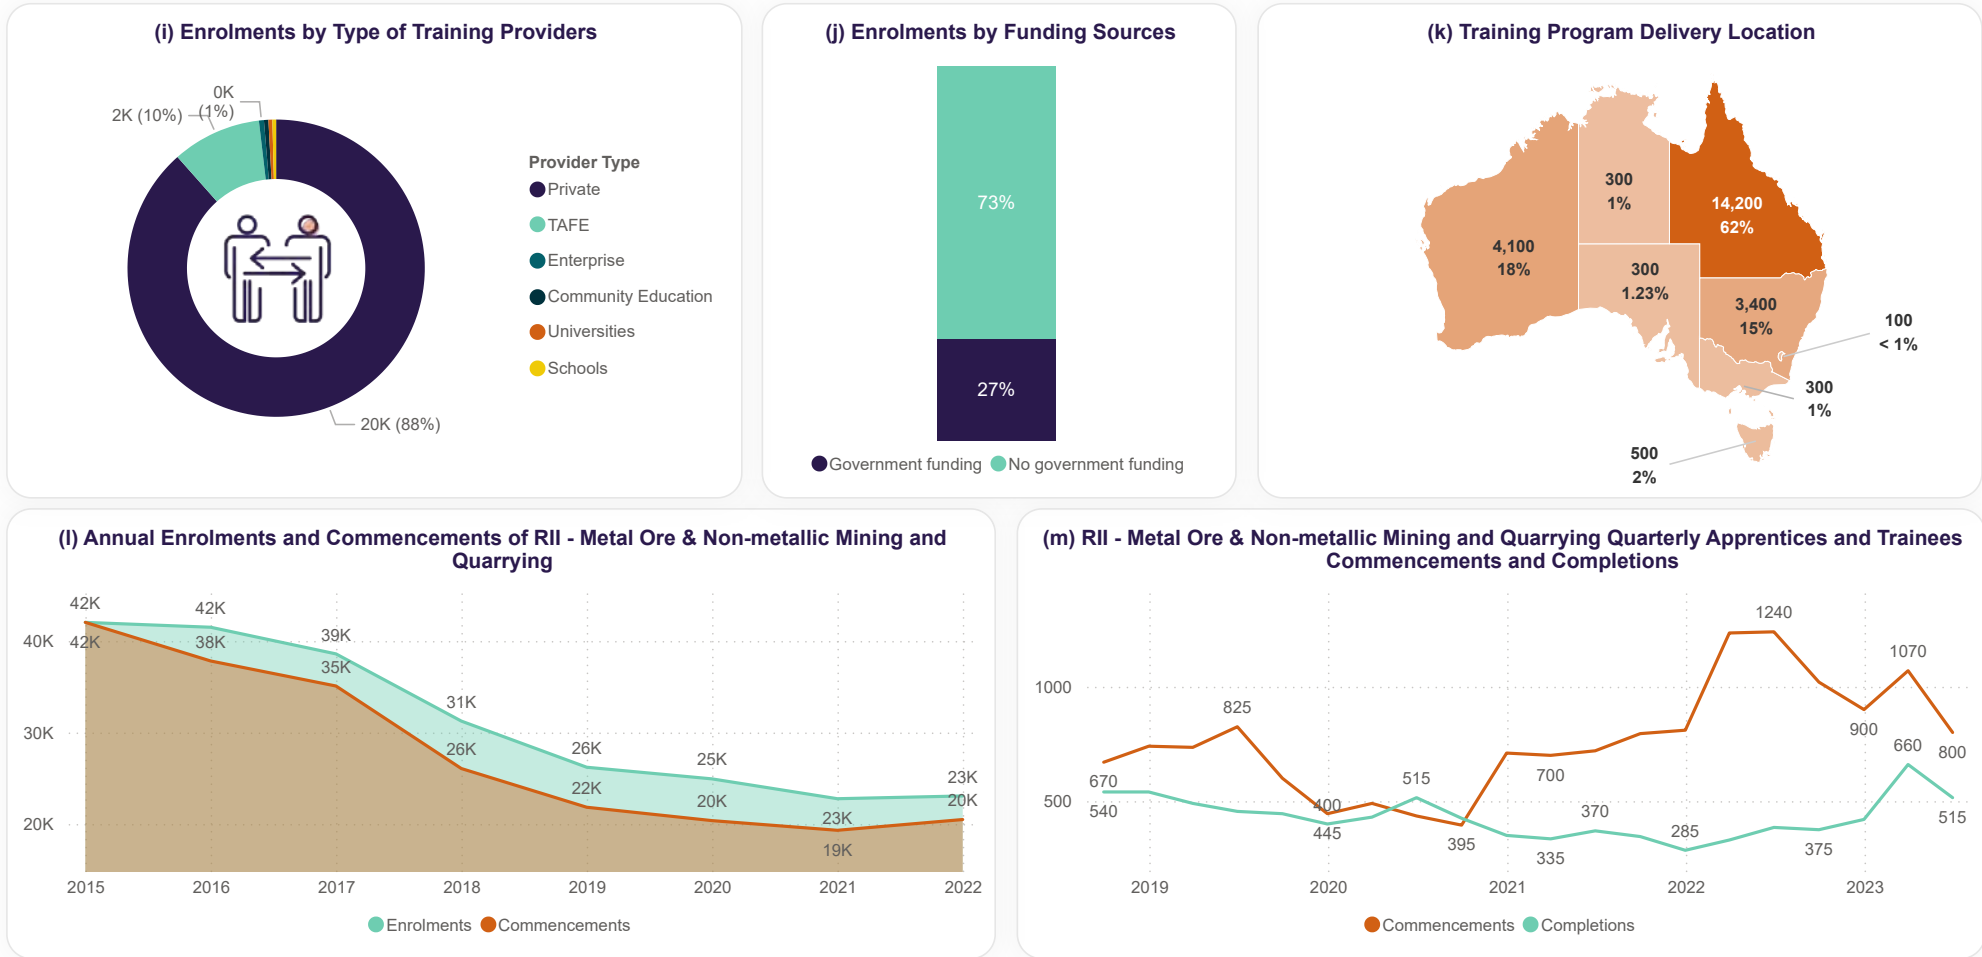 (i) Enrolments by Type of Training Providers
0K
(1%)
2K (10%)
20K (88%)
Provider Type
Private
TAFE
Enterprise
Community Education
Universities
Schools
(j) Enrolments by Funding Sources
73%
27%
Government funding
No government funding
(k) Training Program Delivery Location
300
1%
14,200
62%
4,100
18%
300
1.23%
3,400
15%
100
< 1%
300
1%
500
2%
(l) Annual Enrolments and Commencements of RII - Metal Ore & Non-metallic Mining and
Quarrying
40K
30K
20K
42K
42K
42K
38K
39K
35K
31K
26K
26K
22K
25K
20K
23K
19K
23K
20K
2015
2016
2017
2018
2019
2020
2021
2022
Enrolments
Commencements
(m) RII - Metal Ore & Non-metallic Mining and Quarrying Quarterly Apprentices and Trainees
Commencements and Completions
1000
500
670
540
825
400
445
515
395
700
335
370
285
1240
375
900
1070
660
800
515
2019
2020
2021
2022
2023
Commencements
Completions